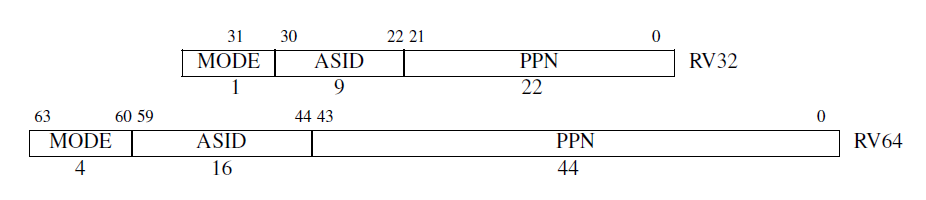 31 30 22 21 0
MODE ASID PPN RV32
1 9 22
63 60 59 44 43 0
MODE ASID PPN RV64
4 16 44